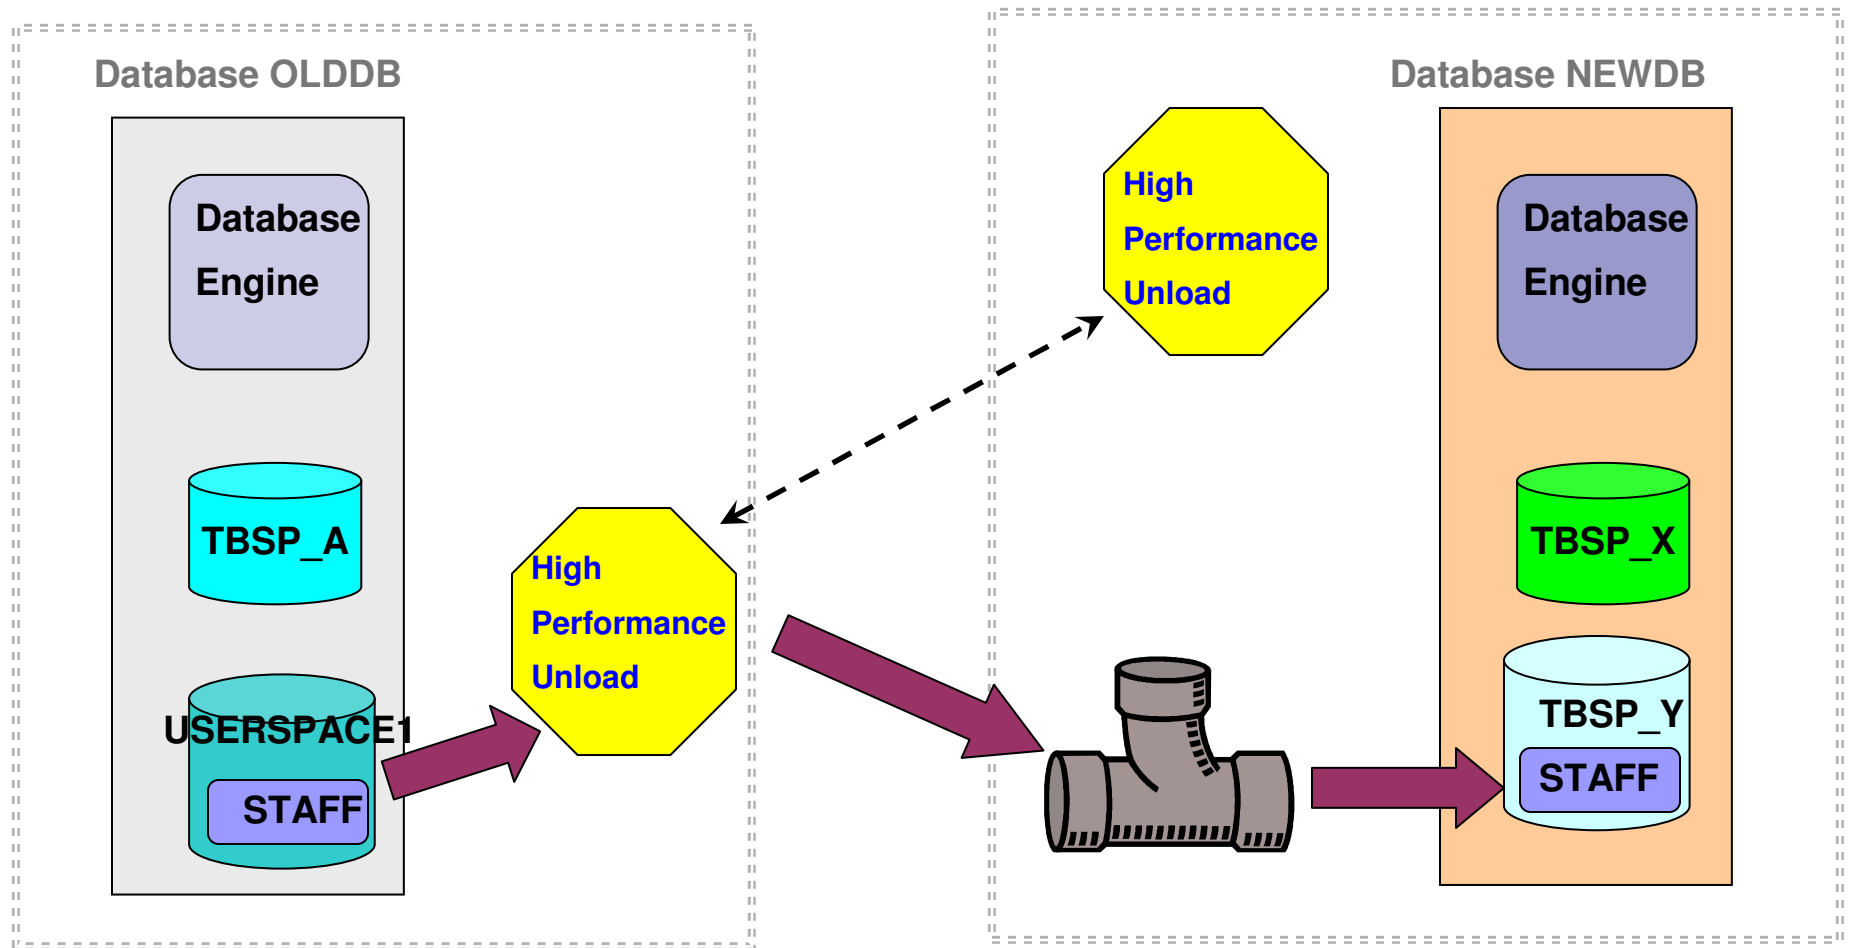 Database OLDDB
Database
Engine
TBSP_A
USERSPACE1
STAFF
High
Performance
Unload
High
Performance
Unload
Database NEWDB
Database
Engine
TBSP_X
TBSP_Y
STAFF